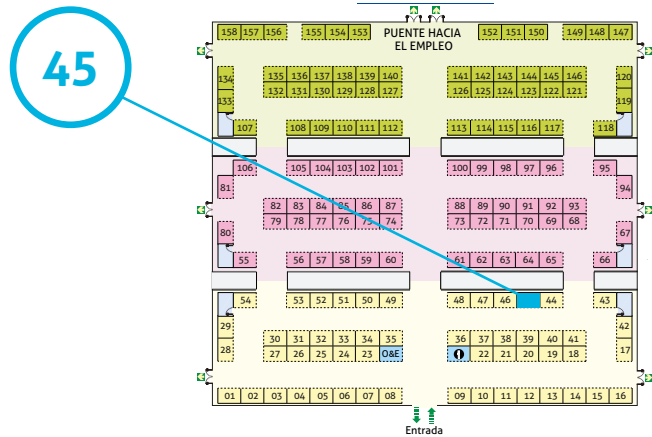 45
158 157 156 155 154 153 PUENTE HACIA 152 151 150 149 148 147
EL EMPLEO
134 135 136 137 138 139 140 141 142 143 144 145 146 120
133 132 131 130 129 128 127 126 125 124 123 122 121 119
107 108 109 110 111 112 113 114 115 116 117 118
106 105 104 103 102 101 100 99 98 97 96 95
81 94
82 83 84 85 86 87 88 89 90 91 92 93
80 79 78 77 76 75 74 73 72 71 70 69 68 67
55 56 57 58 59 60 61 62 63 64 65 66
54 53 52 51 50 49 48 47 46 44 43
29 42
30 31 32 33 34 35 36 37 38 39 40 41
28 27 26 25 24 23 O&E 22 21 20 19 18 17
01 02 03 04 05 06 07 08 09 10 11 12 13 14 15 16
Entrada